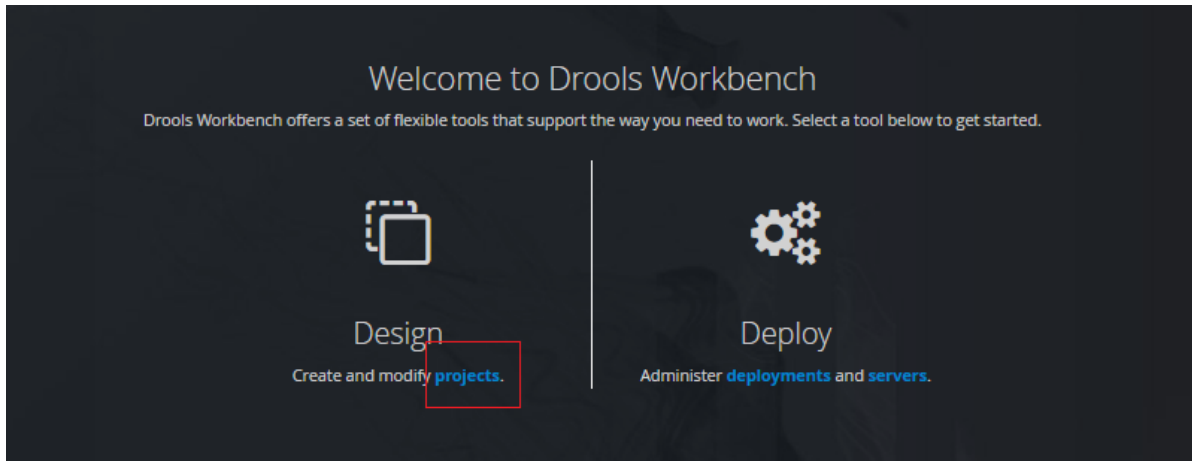 Welcome to Drools Workbench
Drools Workbench offers a set of flexible tools that support the way you need to work. Select a tool below to get started.
Design
Create and modify projects.
Deploy
Administer deployments and servers.